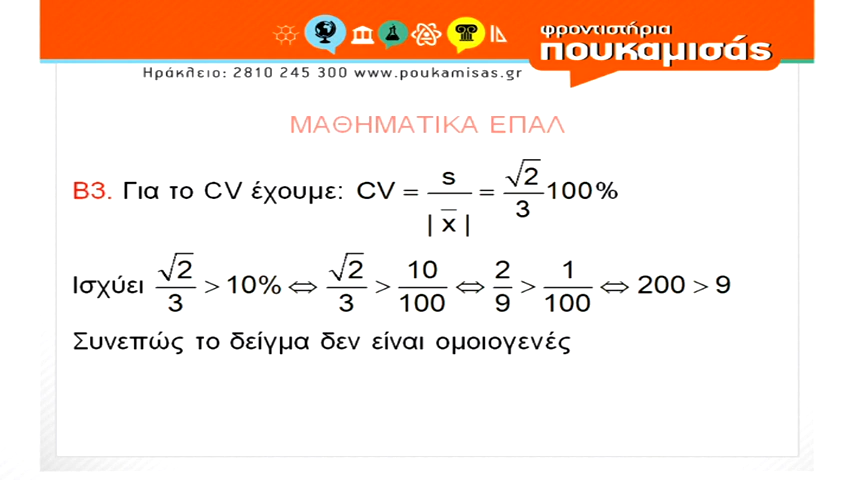 φροντιστήρια
πουκαμισάς
Ηράκλειο: 2810 245 300 www.poukamisas.gr
ΜΑΘΗΜΑΤΙΚΑ ΕΠΑΛ
Β3. Για το CV έχουμε: CV = s / | x̅ | = √2 / 3 100%
Ισχύει √2 / 3 > 10% ⇔ √2 / 3 > 10 / 100 ⇔ 2 / 9 > 1 / 100 ⇔ 200 > 9
Συνεπώς το δείγμα δεν είναι ομοιογενές